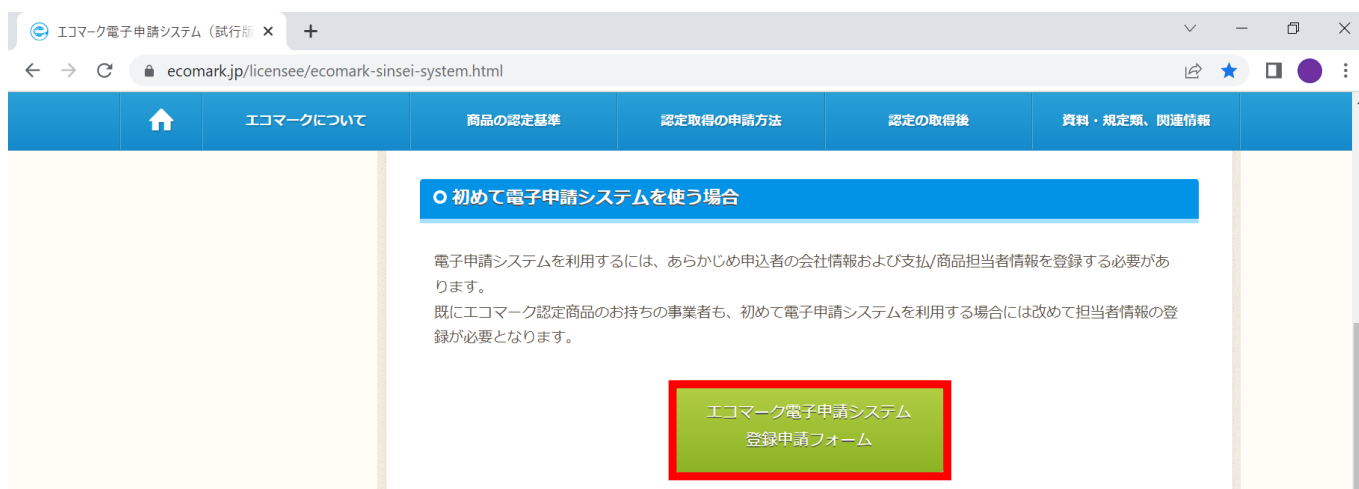 エコマーク電子申請システム（試行版
ecomark.jp/licensee/ecomark-sinsei-system.html
エコマークについて
商品の認定基準
認定取得の申請方法
認定の取得後
資料・規定類、関連情報
初めて電子申請システムを使う場合
電子申請システムを利用するには、あらかじめ申込者の会社情報および支払/商品担当者情報を登録する必要があ
ります。
既にエコマーク認定商品のお持ちの事業者も、初めて電子申請システムを利用する場合には改めて担当者情報の登
録が必要となります。
エコマーク電子申請システム
登録申請フォーム